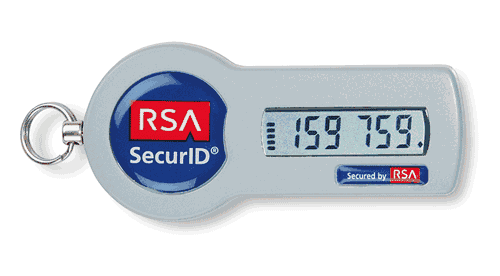 RSA
SecurID®
159 759.
Secured by RSA